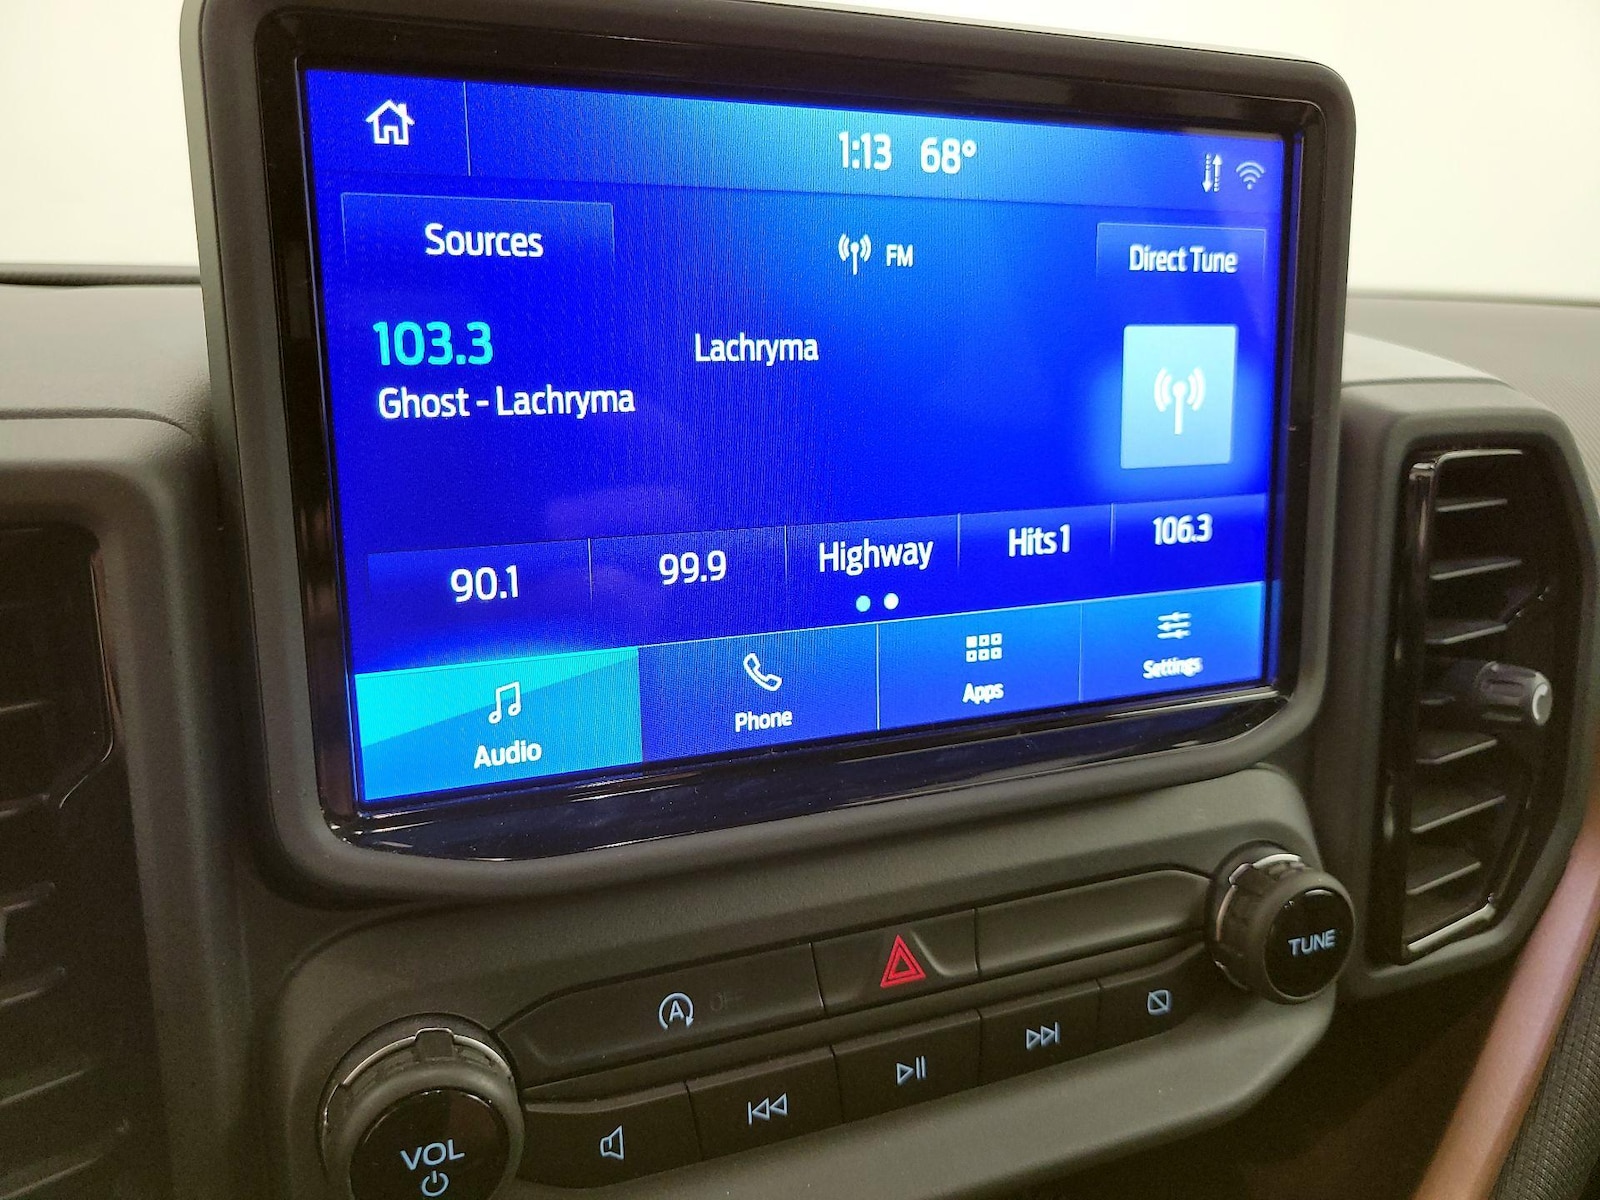 1:13 68°
Sources
FM
Direct Tune
103.3
Lachryma
Ghost - Lachryma
90.1
99.9
Highway
Hits 1
106.3
Audio
Phone
Apps
Settings
TUNE
A
VOL